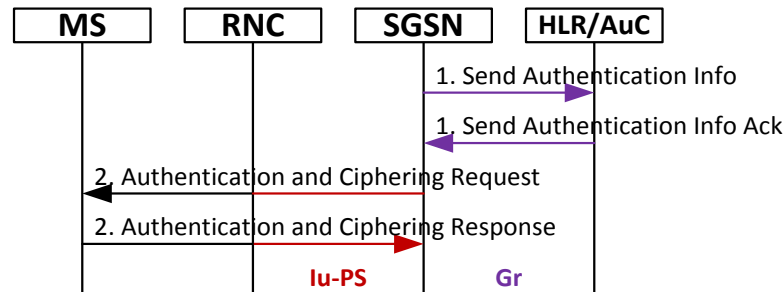 MS
RNC
SGSN
HLR/AuC
1. Send Authentication Info
1. Send Authentication Info Ack
2. Authentication and Ciphering Request
2. Authentication and Ciphering Response
Iu-PS
Gr